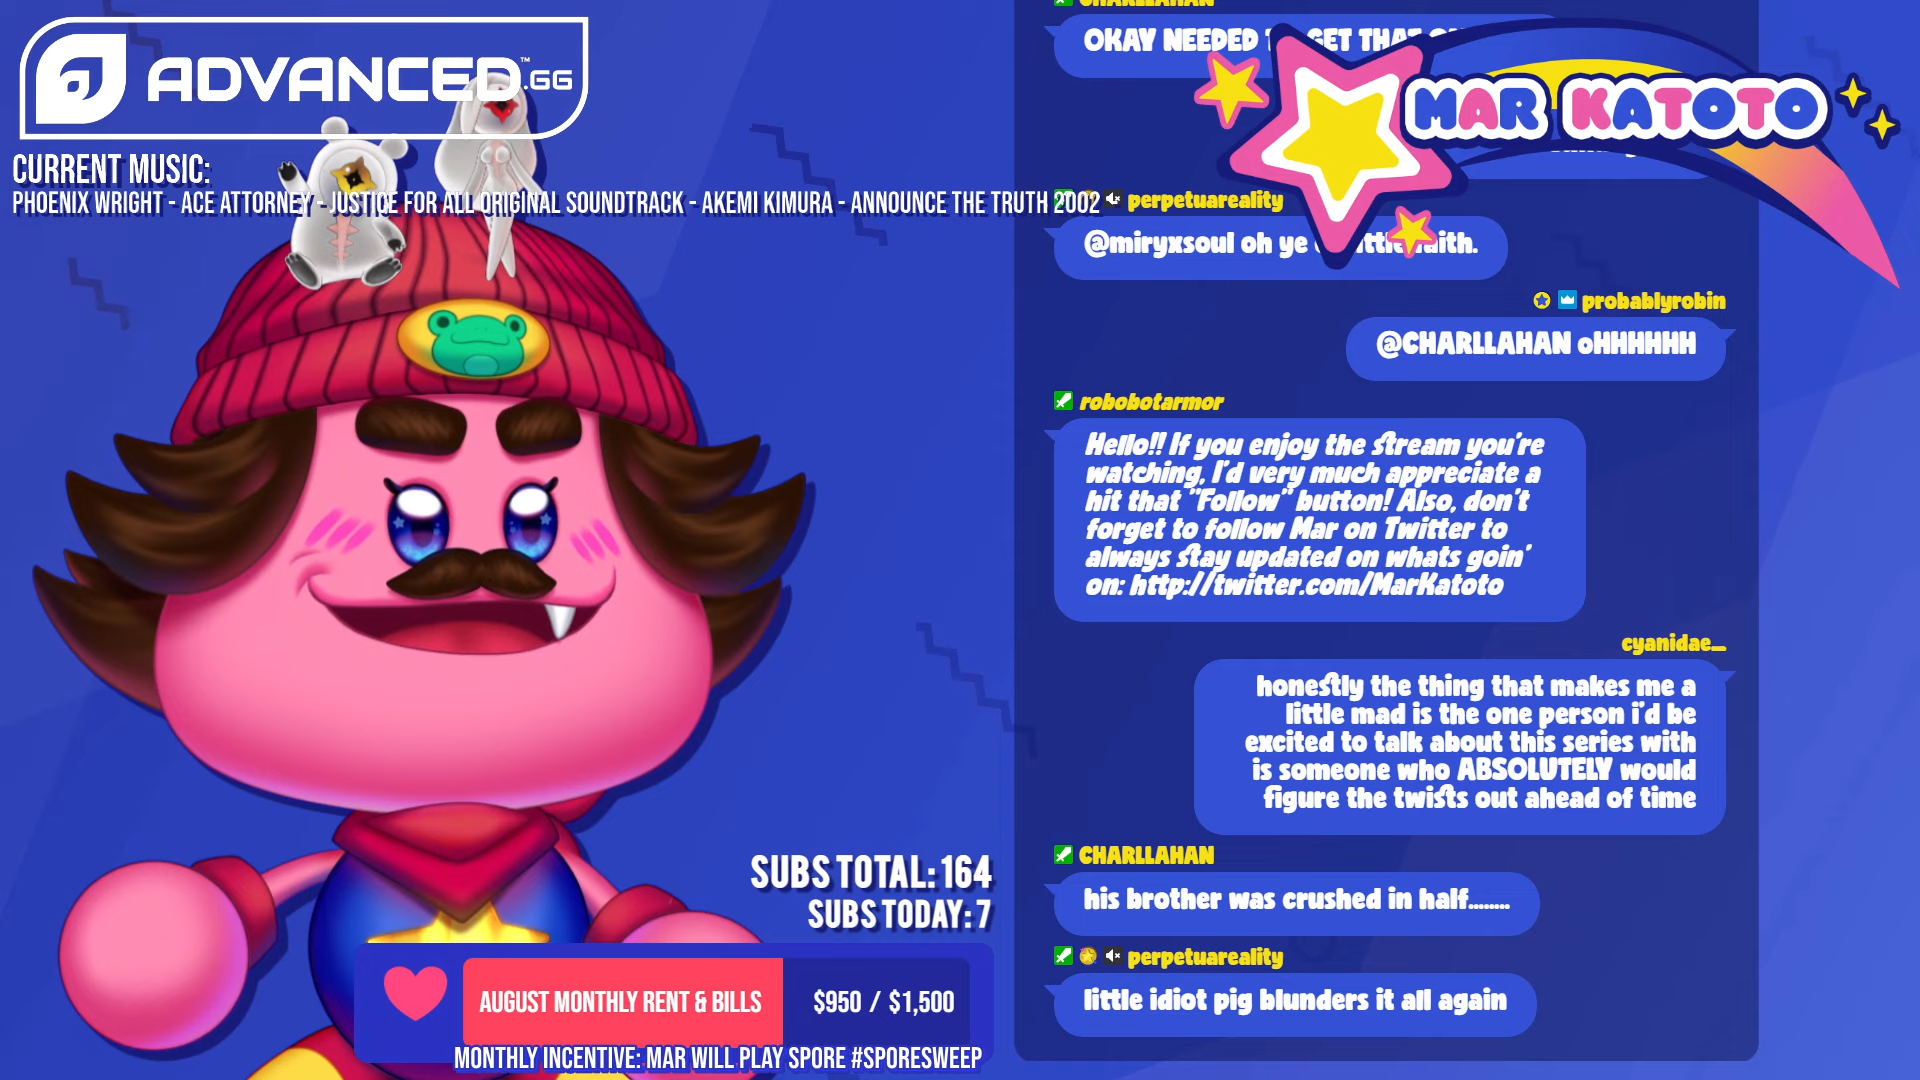 ADVANCED™.GG
CURRENT MUSIC:
PHOENIX WRIGHT - ACE ATTORNEY - JUSTICE FOR ALL ORIGINAL SOUNDTRACK - AKEMI KIMURA - ANNOUNCE THE TRUTH 2002
CHARLLAHAN
OKAY NEEDED GET THAT
MAR KATOTO
perpetuareality
@miryxsoul oh ye little faith.
probablyrobin
@CHARLLAHAN oHHHHHH
robobotarmor
Hello!! If you enjoy the stream you're
watching, I'd very much appreciate a
hit that "Follow" button! Also, don't
forget to follow Mar on Twitter to
always stay updated on whats goin'
on: http://twitter.com/MarKatoto
cyanidae_
honestly the thing that makes me a
little mad is the one person i'd be
excited to talk about this series with
is someone who ABSOLUTELY would
figure the twists out ahead of time
CHARLLAHAN
his brother was crushed in half........
perpetuareality
little idiot pig blunders it all again
SUBS TOTAL: 164
SUBS TODAY: 7
AUGUST MONTHLY RENT & BILLS $950 / $1,500
MONTHLY INCENTIVE: MAR WILL PLAY SPORE #SPORESWEEP